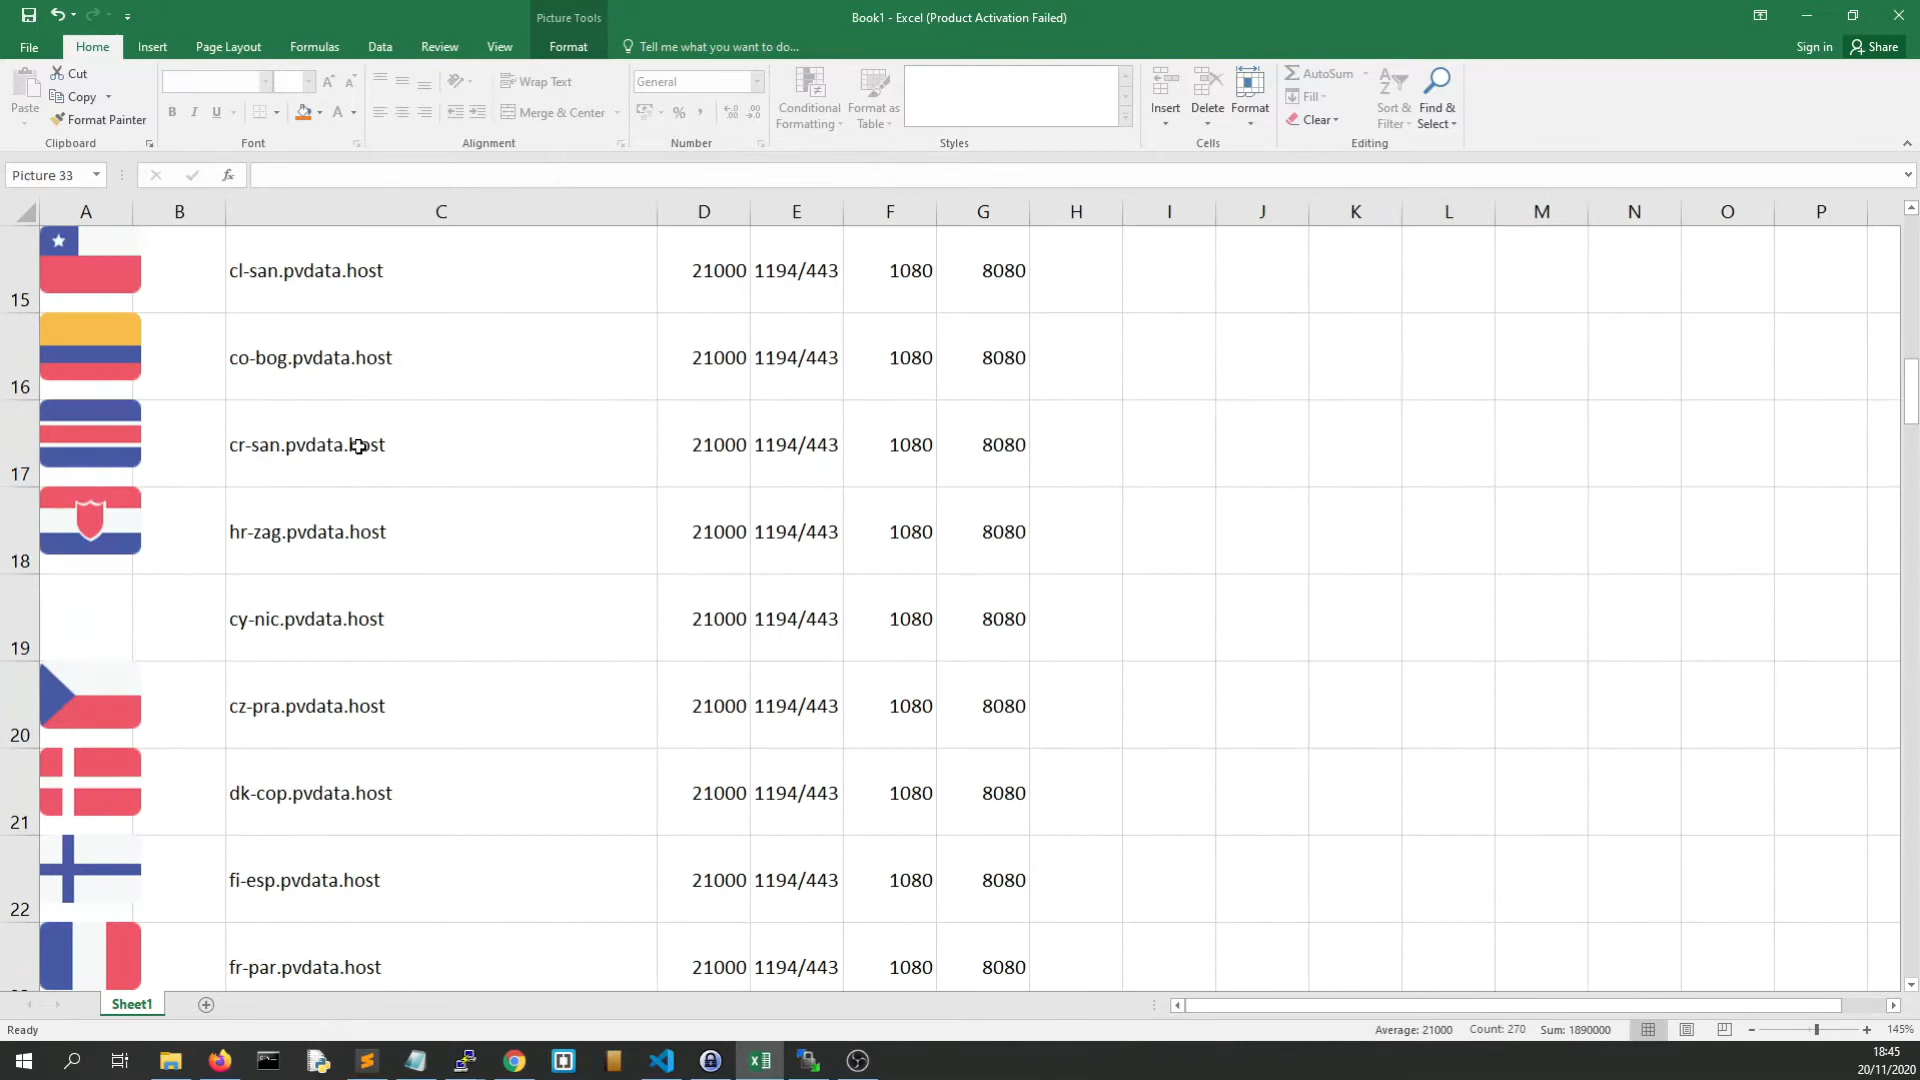 Book1 - Excel (Product Activation Failed)
Picture Tools
File Home Insert Page Layout Formulas Data Review View Format Tell me what you want to do... Sign in Share
Paste Cut Copy Format Painter
Clipboard
B I U
Font
Wrap Text
Merge & Center
Alignment
General
%
Number
Conditional Formatting
Format as Table
Styles
Insert Delete Format
Cells
AutoSum
Fill
Clear
Sort & Filter
Find & Select
Editing
Picture 33
fx
A B C D E F G H I J K L M N O P
15 cl-san.pvdata.host 21000 1194/443 1080 8080
16 co-bog.pvdata.host 21000 1194/443 1080 8080
17 cr-san.pvdata.host 21000 1194/443 1080 8080
18 hr-zag.pvdata.host 21000 1194/443 1080 8080
19 cy-nic.pvdata.host 21000 1194/443 1080 8080
20 cz-pra.pvdata.host 21000 1194/443 1080 8080
21 dk-cop.pvdata.host 21000 1194/443 1080 8080
22 fi-esp.pvdata.host 21000 1194/443 1080 8080
fr-par.pvdata.host 21000 1194/443 1080 8080
Sheet1
Ready
Average: 21000 Count: 270 Sum: 1890000
145%
18:45
20/11/2020